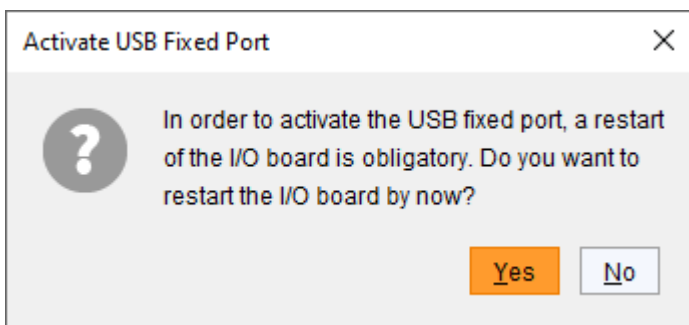 Activate USB Fixed Port
?
In order to activate the USB fixed port, a restart
of the I/O board is obligatory. Do you want to
restart the I/O board by now?
Yes No